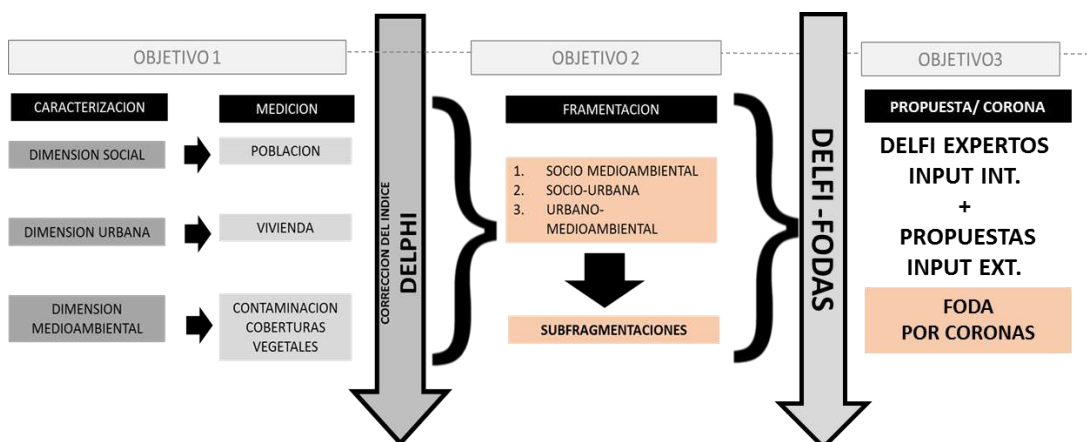 OBJETIVO 1
CARACTERIZACION
MEDICION
DIMENSION SOCIAL
POBLACION
DIMENSION URBANA
VIVIENDA
DIMENSION
MEDIOAMBIENTAL
CONTAMINACION
COBERTURAS
VEGETALES
CORRECCION DEL INDICE
DELPHI
OBJETIVO 2
FRAMENTACION
1. SOCIO MEDIOAMBIENTAL
2. SOCIO-URBANA
3. URBANO-
MEDIOAMBIENTAL
SUBFRAGMENTACIONES
DELFI -FODAS
OBJETIVO3
PROPUESTA/ CORONA
DELFI EXPERTOS
INPUT INT.
+
PROPUESTAS
INPUT EXT.
FODA
POR CORONAS